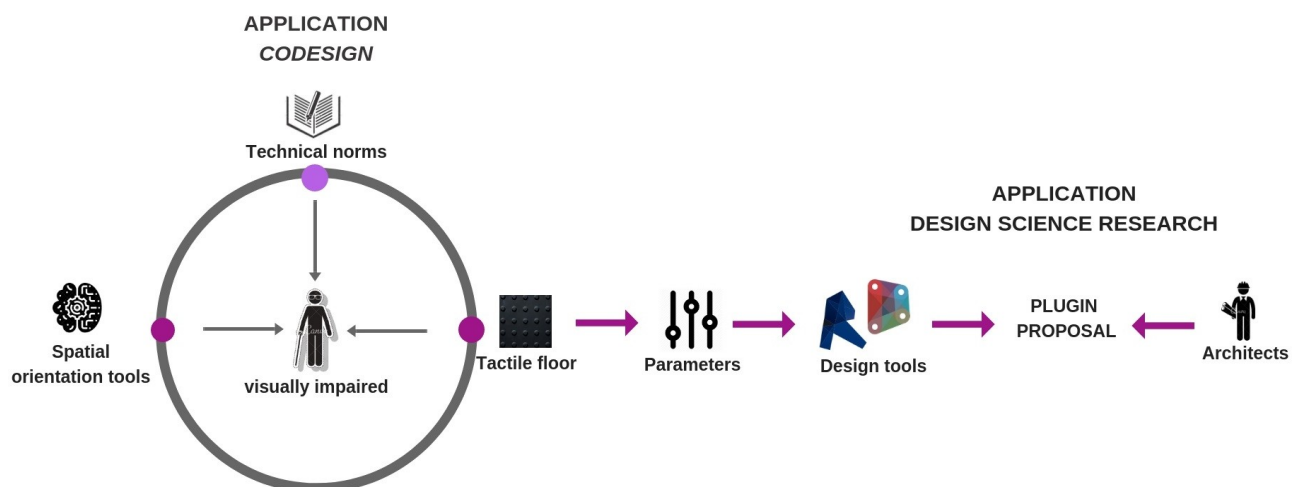 APPLICATION
CODESIGN
Technical norms
Spatial
orientation tools
visually impaired
Tactile floor
Parameters
Design tools
APPLICATION
DESIGN SCIENCE RESEARCH
PLUGIN
PROPOSAL
Architects